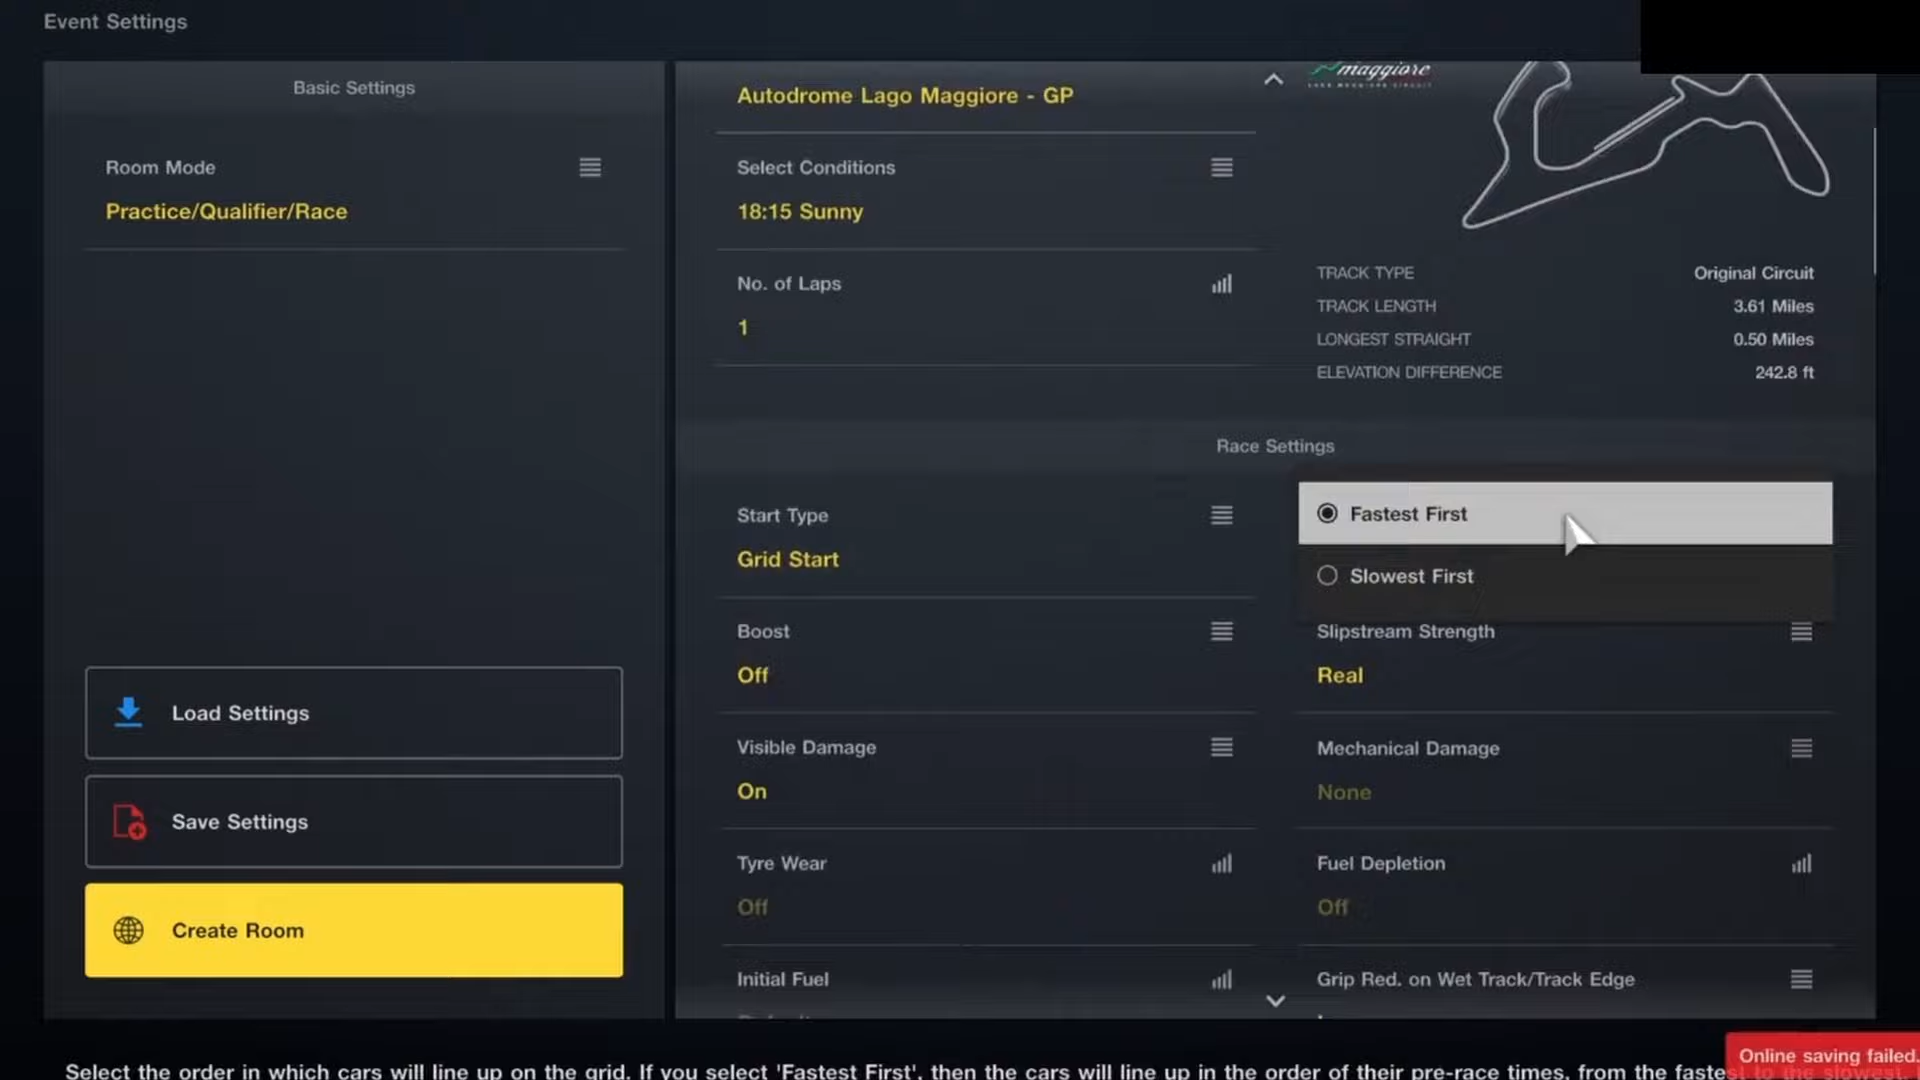 Event Settings
Basic Settings
Room Mode
Practice/Qualifier/Race
Load Settings
Save Settings
Create Room
Autodrome Lago Maggiore - GP
Select Conditions
18:15 Sunny
No. of Laps
1
maggiore
TRACK TYPE Original Circuit
TRACK LENGTH 3.61 Miles
LONGEST STRAIGHT 0.50 Miles
ELEVATION DIFFERENCE 242.8 ft
Race Settings
Start Type
Grid Start
Fastest First
Slowest First
Boost
Off
Slipstream Strength
Real
Visible Damage
On
Mechanical Damage
None
Tyre Wear
Off
Fuel Depletion
Off
Initial Fuel
Grip Red. on Wet Track/Track Edge
Online saving failed.
Select the order in which cars will line up on the grid. If you select 'Fastest First', then the cars will line up in the order of their pre-race times, from the fastest to the slowest.